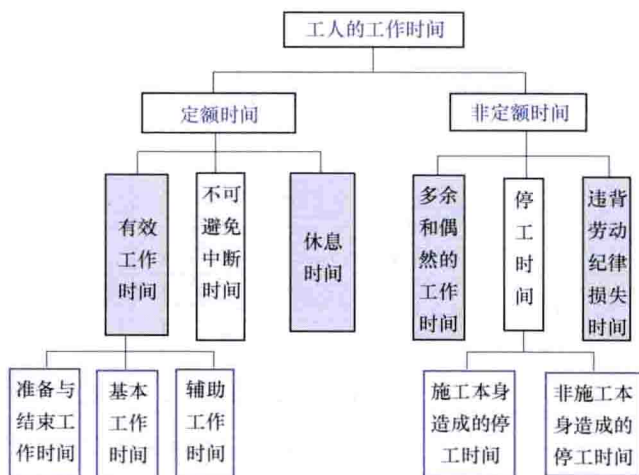 工人的工作时间
定额时间
非定额时间
有效
工作
时间
不可
避免
中断
时间
休息
时间
多余
和偶
然的
工作
时间
停
工
时
间
违背
劳动
纪律
损失
时间
准备与
结束工
作时间
基本
工作
时间
辅助
工作
时间
施工本身
造成的停
工时间
非施工本
身造成的
停工时间